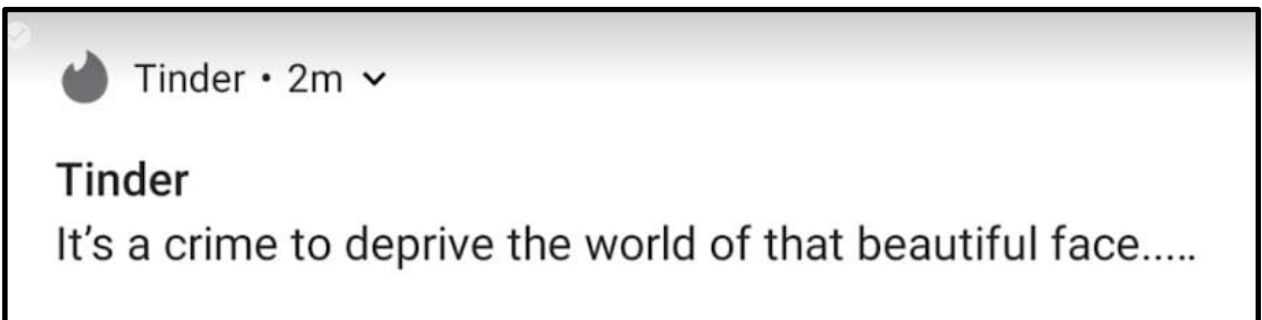 Tinder • 2m
Tinder
It’s a crime to deprive the world of that beautiful face.....